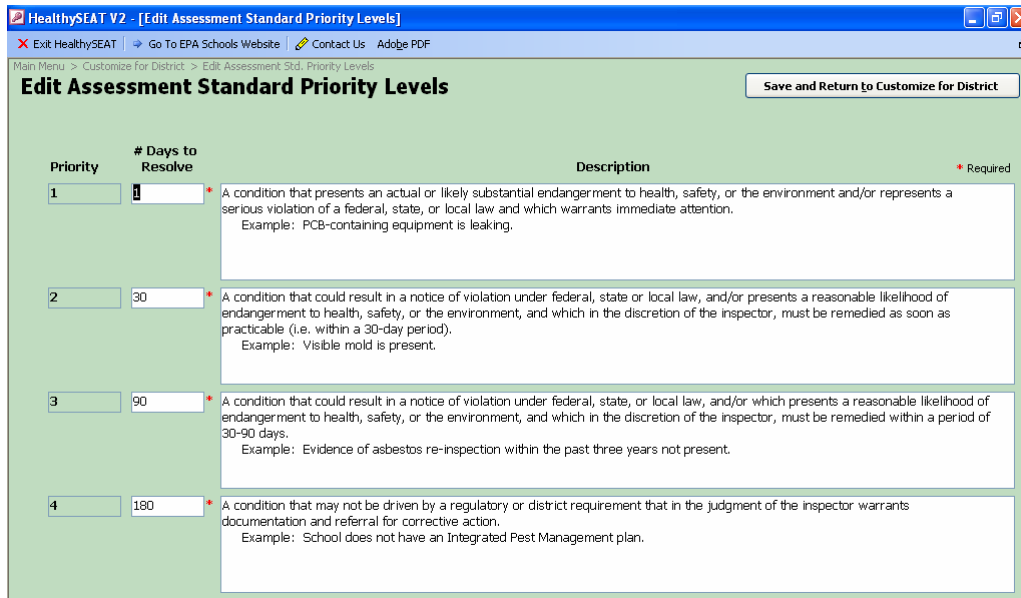 HealthySEAT V2 - [Edit Assessment Standard Priority Levels]
Exit HealthySEAT Go To EPA Schools Website Contact Us Adobe PDF
Main Menu > Customize for District > Edit Assessment Std. Priority Levels
Edit Assessment Standard Priority Levels
Save and Return to Customize for District
# Days to
Priority Resolve Description * Required
1 1 * A condition that presents an actual or likely substantial endangerment to health, safety, or the environment and/or represents a
serious violation of a federal, state, or local law and which warrants immediate attention.
Example: PCB-containing equipment is leaking.
2 30 * A condition that could result in a notice of violation under federal, state or local law, and/or presents a reasonable likelihood of
endangerment to health, safety, or the environment, and which in the discretion of the inspector, must be remedied as soon as
practicable (i.e. within a 30-day period).
Example: Visible mold is present.
3 90 * A condition that could result in a notice of violation under federal, state, or local law, and/or which presents a reasonable likelihood of
endangerment to health, safety, or the environment, and which in the discretion of the inspector, must be remedied within a period of
30-90 days.
Example: Evidence of asbestos re-inspection within the past three years not present.
4 180 * A condition that may not be driven by a regulatory or district requirement that in the judgment of the inspector warrants
documentation and referral for corrective action.
Example: School does not have an Integrated Pest Management plan.